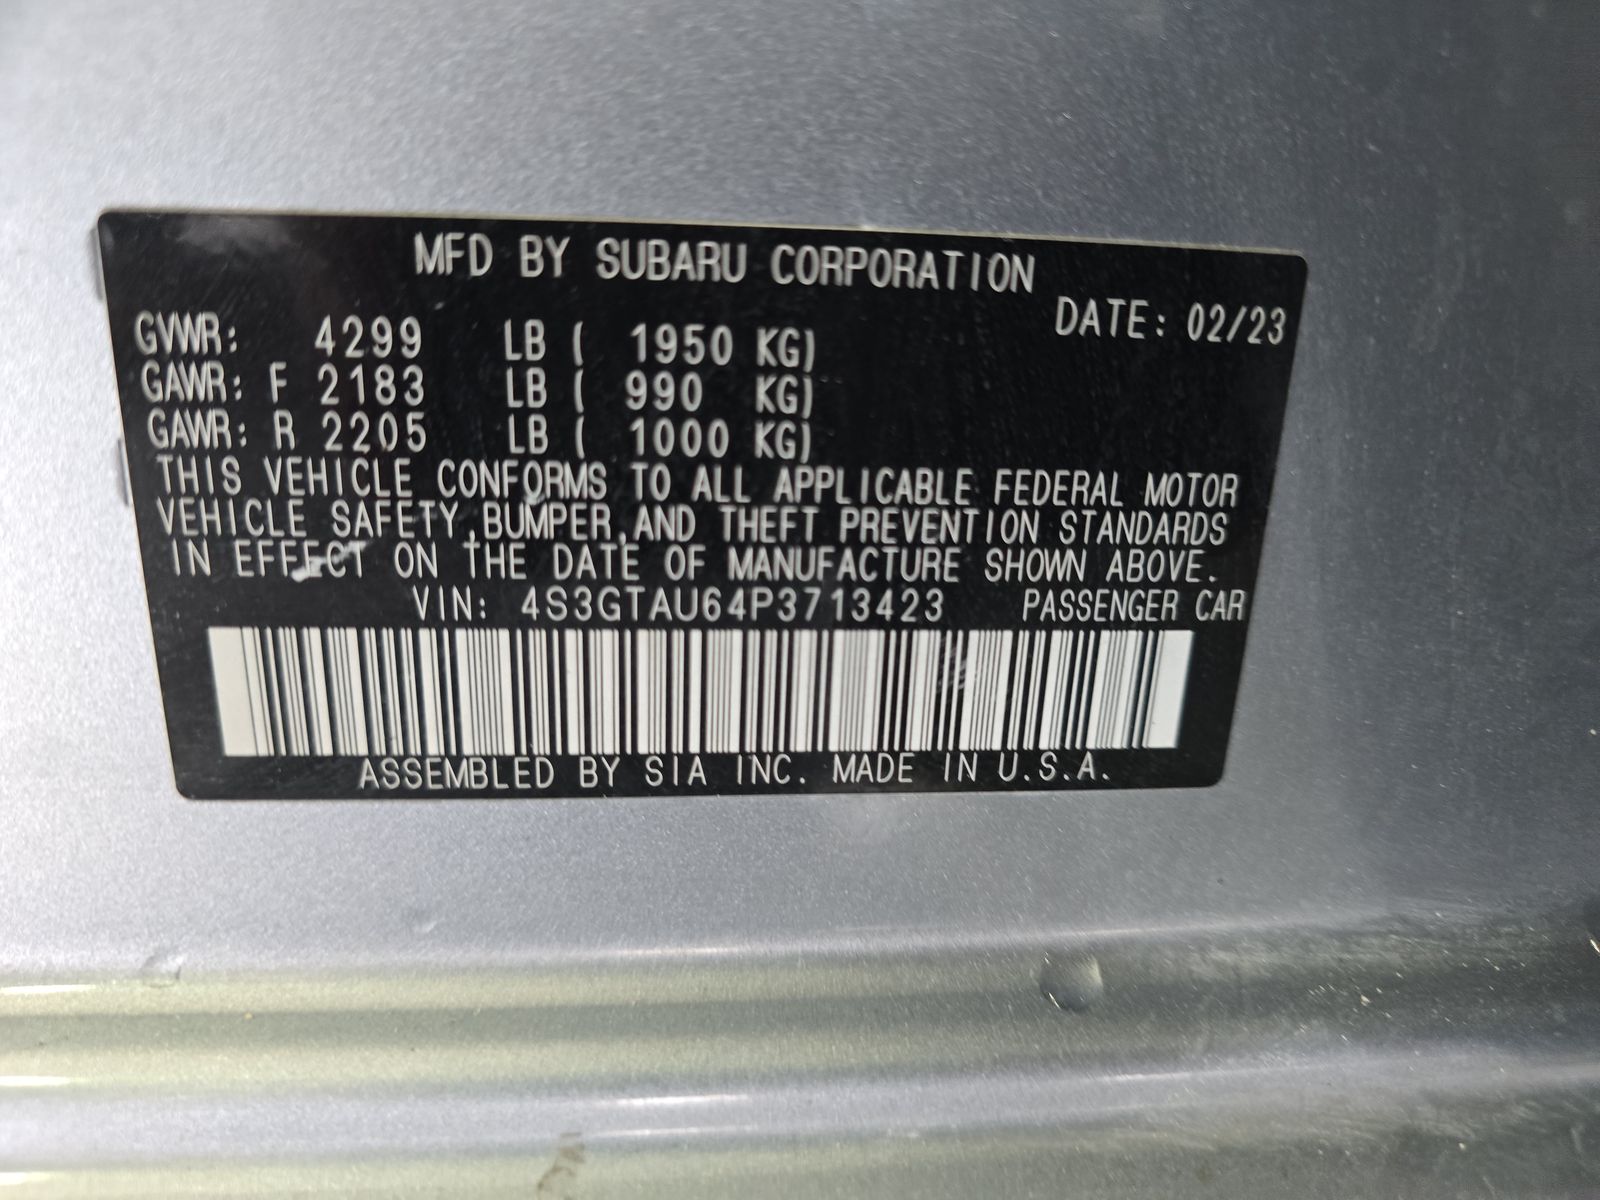 MFD BY SUBARU CORPORATION
DATE: 02/23
GVWR: 4299 LB ( 1950 KG)
GAWR: F 2183 LB ( 990 KG)
GAWR: R 2205 LB ( 1000 KG)
THIS VEHICLE CONFORMS TO ALL APPLICABLE FEDERAL MOTOR
VEHICLE SAFETY,BUMPER,AND THEFT PREVENTION STANDARDS
IN EFFECT ON THE DATE OF MANUFACTURE SHOWN ABOVE.
VIN: 4S3GTAU64P3713423 PASSENGER CAR
ASSEMBLED BY SIA INC. MADE IN U.S.A.